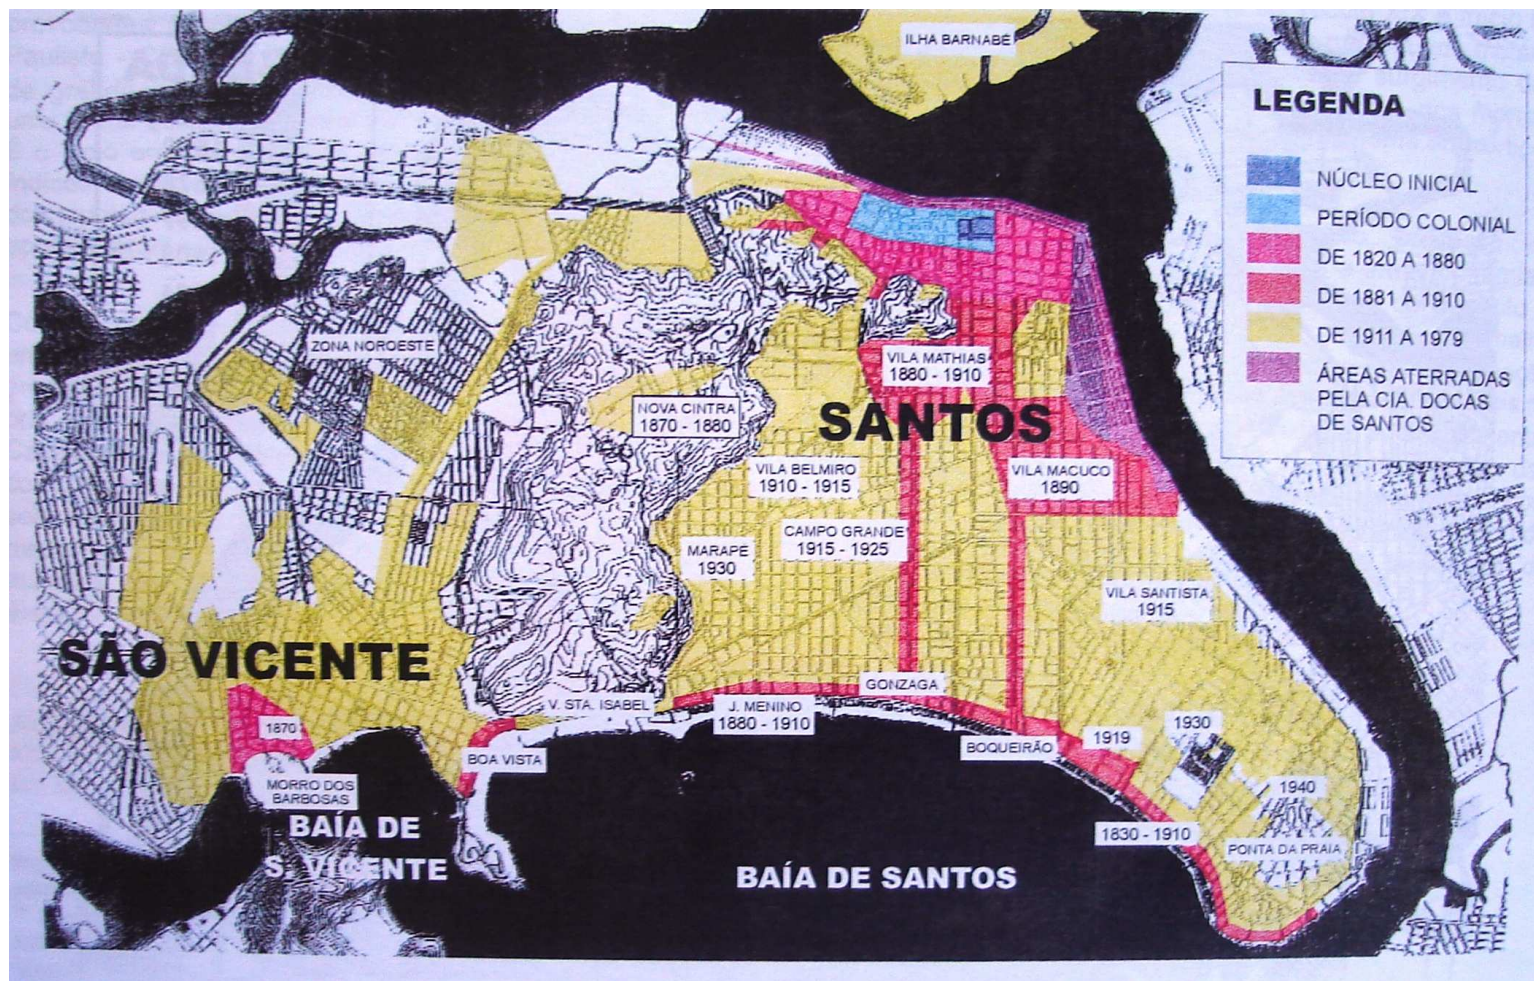 ILHA BARNABÉ
LEGENDA
NÚCLEO INICIAL
PERÍODO COLONIAL
DE 1820 A 1880
DE 1881 A 1910
DE 1911 A 1979
ÁREAS ATERRADAS
PELA CIA. DOCAS
DE SANTOS
ZONA NOROESTE
VILA MATHIAS
1880 - 1910
NOVA CINTRA
1870 - 1880
SANTOS
VILA BELMIRO
1910 - 1915
VILA MACUCO
1890
CAMPO GRANDE
1915 - 1925
MARAPE
1930
VILA SANTISTA
1915
SÃO VICENTE
GONZAGA
V. STA. ISABEL
J. MENINO
1880 - 1910
1870
BOA VISTA
BOQUEIRÃO
1919
1930
MORRO DOS
BARBOSAS
1940
BAÍA DE
S. VICENTE
1830 - 1910
PONTA DA PRAIA
BAÍA DE SANTOS